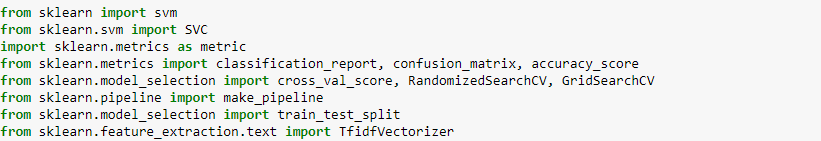 from sklearn import svm
from sklearn.svm import SVC
import sklearn.metrics as metric
from sklearn.metrics import classification_report, confusion_matrix, accuracy_score
from sklearn.model_selection import cross_val_score, RandomizedSearchCV, GridSearchCV
from sklearn.pipeline import make_pipeline
from sklearn.model_selection import train_test_split
from sklearn.feature_extraction.text import TfidfVectorizer